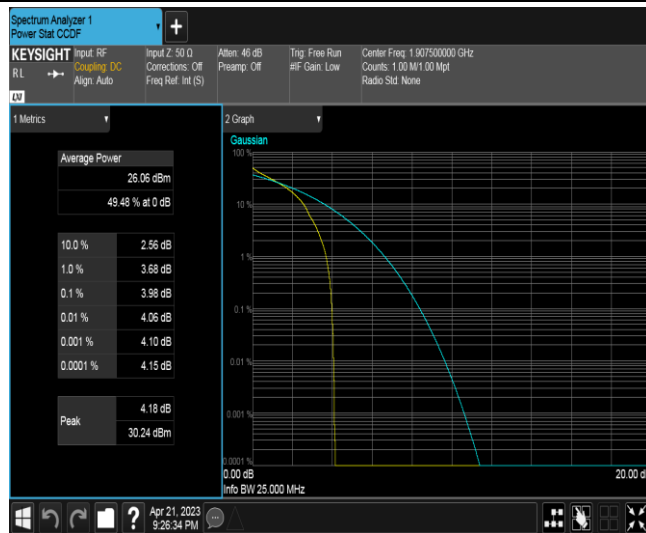 Spectrum Analyzer 1
Power Stat CCDF
+
KEYSIGHT
RL
Input: RF
Coupling: DC
Align: Auto
Input Z: 50 Ω
Corrections: Off
Freq Ref: Int (S)
Atten: 46 dB
Preamp: Off
Trig: Free Run
#IF Gain: Low
Center Freq: 1.907500000 GHz
Counts: 1.00 M/1.00 Mpt
Radio Std: None
1 Metrics
Average Power
26.06 dBm
49.48 % at 0 dB
10.0 % 2.56 dB
1.0 % 3.68 dB
0.1 % 3.98 dB
0.01 % 4.06 dB
0.001 % 4.10 dB
0.0001 % 4.15 dB
Peak
4.18 dB
30.24 dBm
2 Graph
Gaussian
100 %
10 %
1 %
0.1 %
0.01 %
0.001 %
0.0001 %
0.00 dB
20.00 d
Info BW 25.000 MHz
?
Apr 21, 2023
9:26:34 PM